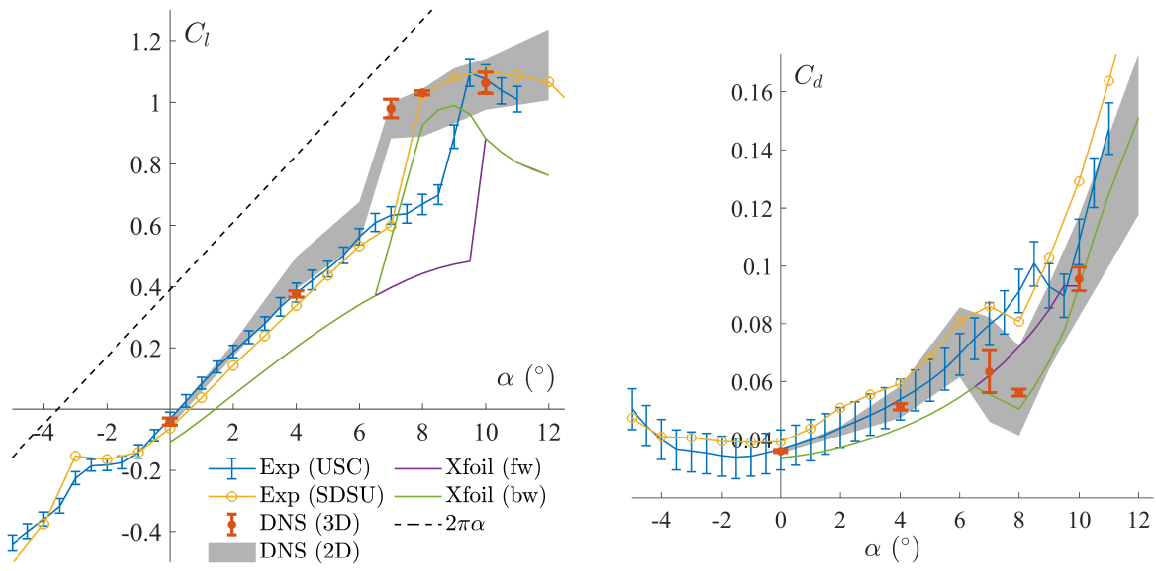 C_l
1.2
1
0.8
0.6
0.4
0.2
-0.2
-0.4
-4 -2 0 2 4 6 8 10 12
α (°)
Exp (USC)
Exp (SDSU)
DNS (3D)
DNS (2D)
Xfoil (fw)
Xfoil (bw)
2πα
C_d
0.16
0.14
0.12
0.1
0.08
0.06
0.04
-4 -2 0 2 4 6 8 10 12
α (°)